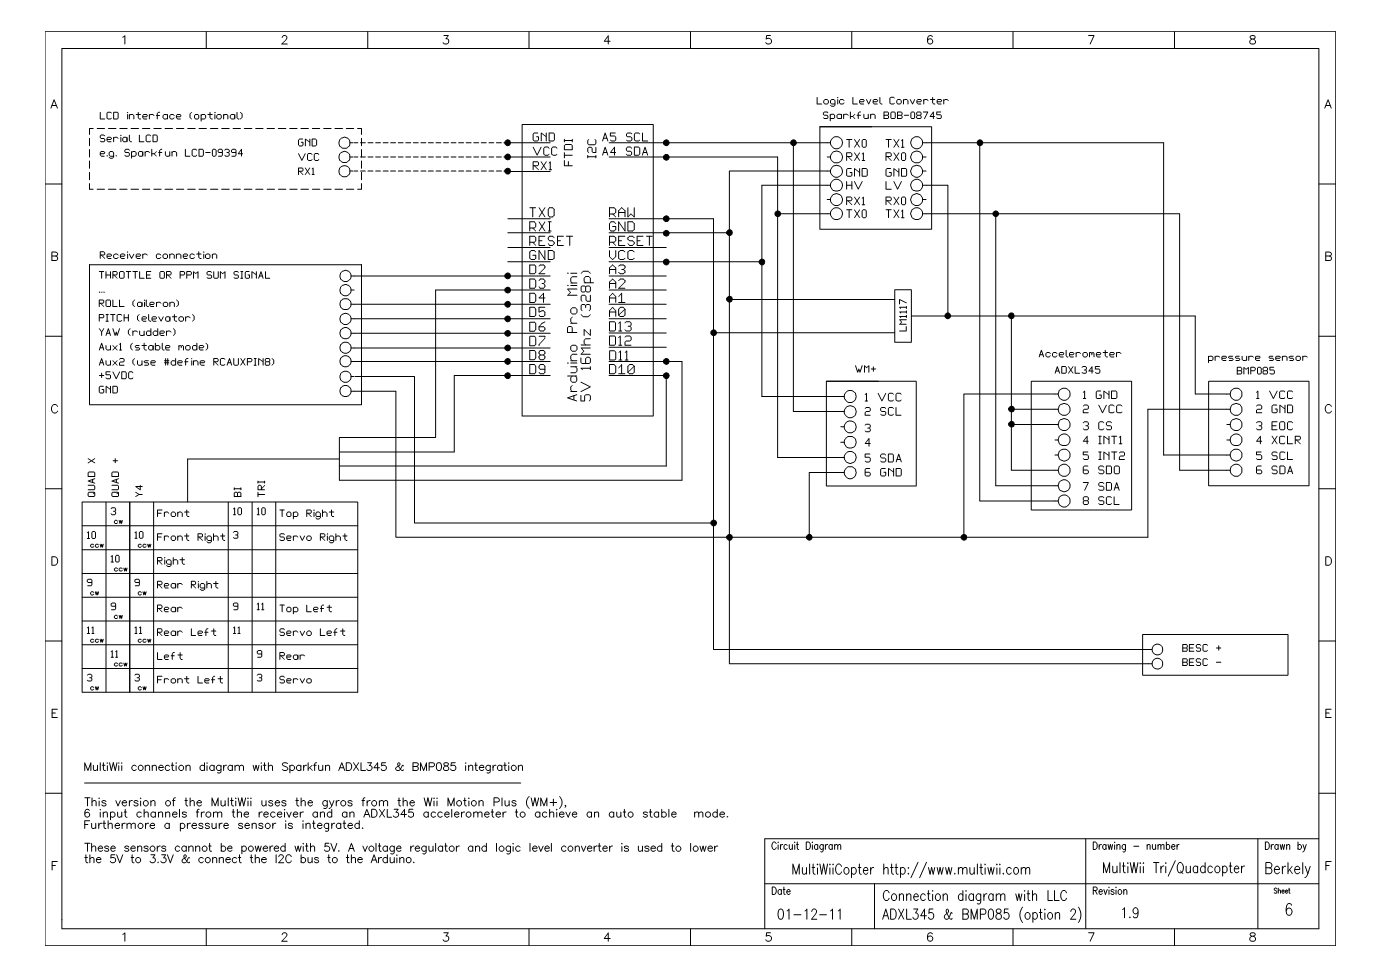 1 2 3 4 5 6 7 8
A A
B B
C C
D D
E E
F F
LCD interface (optional)
Serial LCD
e.g. Sparkfun LCD-09394
GND
VCC
RX1
Receiver connection
THROTTLE OR PPM SUM SIGNAL
...
ROLL (aileron)
PITCH (elevator)
YAW (rudder)
Aux1 (stable mode)
Aux2 (use #define RCAUXPIN8)
+5VDC
GND
GND
VCC
RX1
FTDI
I2C
A5 SCL
A4 SDA
TXO RAW
RXI GND
RESET RESET
GND VCC
D2 A3
D3 A2
D4 A1
D5 A0
D6 D13
D7 D12
D8 D11
D9 D10
Arduino Pro Mini
5V 16Mhz (328p)
Logic Level Converter
Sparkfun BOB-08745
TXO TX1
RX1 RXO
GND GND
HV LV
RX1 RXO
TXO TX1
LM1117
WM+
1 VCC
2 SCL
3
4
5 SDA
6 GND
Accelerometer
ADXL345
1 GND
2 VCC
3 CS
4 INT1
5 INT2
6 SDO
7 SDA
8 SCL
pressure sensor
BMP085
1 VCC
2 GND
3 EOC
4 XCLR
5 SCL
6 SDA
BESC +
BESC -
QUAD X QUAD + Y4 BI TRI
3 CW Front 10 10 Top Right
10 CCW 10 CCW Front Right 3 Servo Right
10 CCW Right
9 CW 9 CW Rear Right
9 CW Rear 9 11 Top Left
11 CCW 11 CCW Rear Left 11 Servo Left
11 CCW Left 9 Rear
3 CW 3 CW Front Left 3 Servo
MultiWii connection diagram with Sparkfun ADXL345 & BMP085 integration
This version of the MultiWii uses the gyros from the Wii Motion Plus (WM+),
6 input channels from the receiver and an ADXL345 accelerometer to achieve an auto stable mode.
Furthermore a pressure sensor is integrated.
These sensors cannot be powered with 5V. A voltage regulator and logic level converter is used to lower
the 5V to 3.3V & connect the I2C bus to the Arduino.
Circuit Diagram
MultiWiiCopter http://www.multiwii.com
Drawing - number
MultiWii Tri/Quadcopter
Drawn by
Berkely
Date
01-12-11
Connection diagram with LLC
ADXL345 & BMP085 (option 2)
Revision
1.9
Sheet
6
1 2 3 4 5 6 7 8